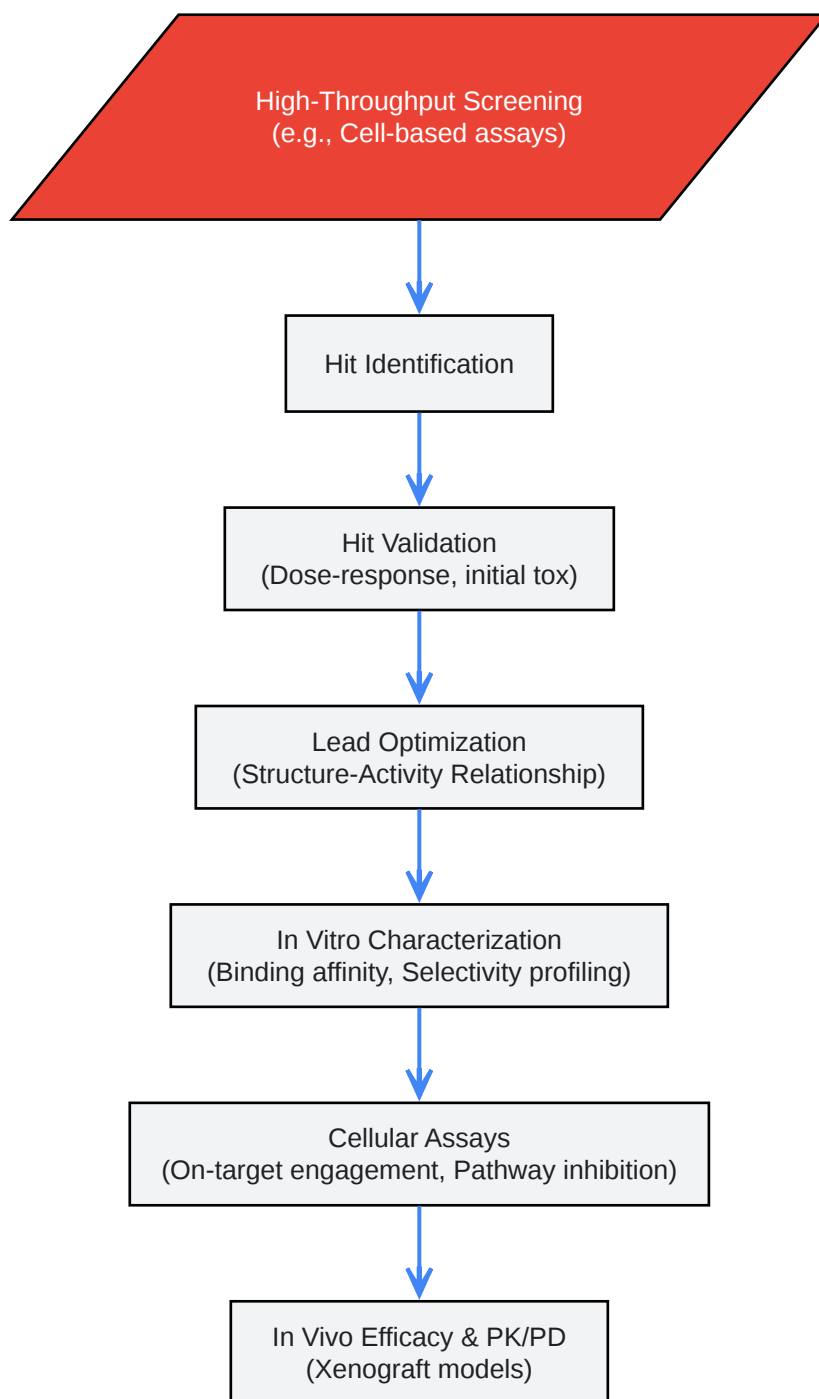 High-Throughput Screening
(e.g., Cell-based assays)
Hit Identification
Hit Validation
(Dose-response, initial tox)
Lead Optimization
(Structure-Activity Relationship)
In Vitro Characterization
(Binding affinity, Selectivity profiling)
Cellular Assays
(On-target engagement, Pathway inhibition)
In Vivo Efficacy & PK/PD
(Xenograft models)